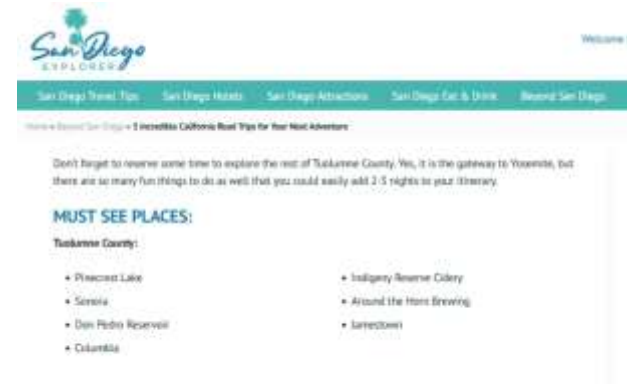 San Diego
EXPLORER
Welcome
San Diego Travel Tips San Diego Hotels San Diego Attractions San Diego Eat & Drink Beyond San Diego
Home » Beyond San Diego » 5 Incredible California Road Trips for Your Next Adventure
Don't forget to reserve some time to explore the rest of Tuolumne County. Yes, it is the gateway to Yosemite, but
there are so many fun things to do as well that you could easily add 2-3 nights to your itinerary.
MUST SEE PLACES:
Tuolumne County:
• Pinecrest Lake
• Sonora
• Don Pedro Reservoir
• Columbia
• Indigeny Reserve Cidery
• Around the Horn Brewing
• Jamestown